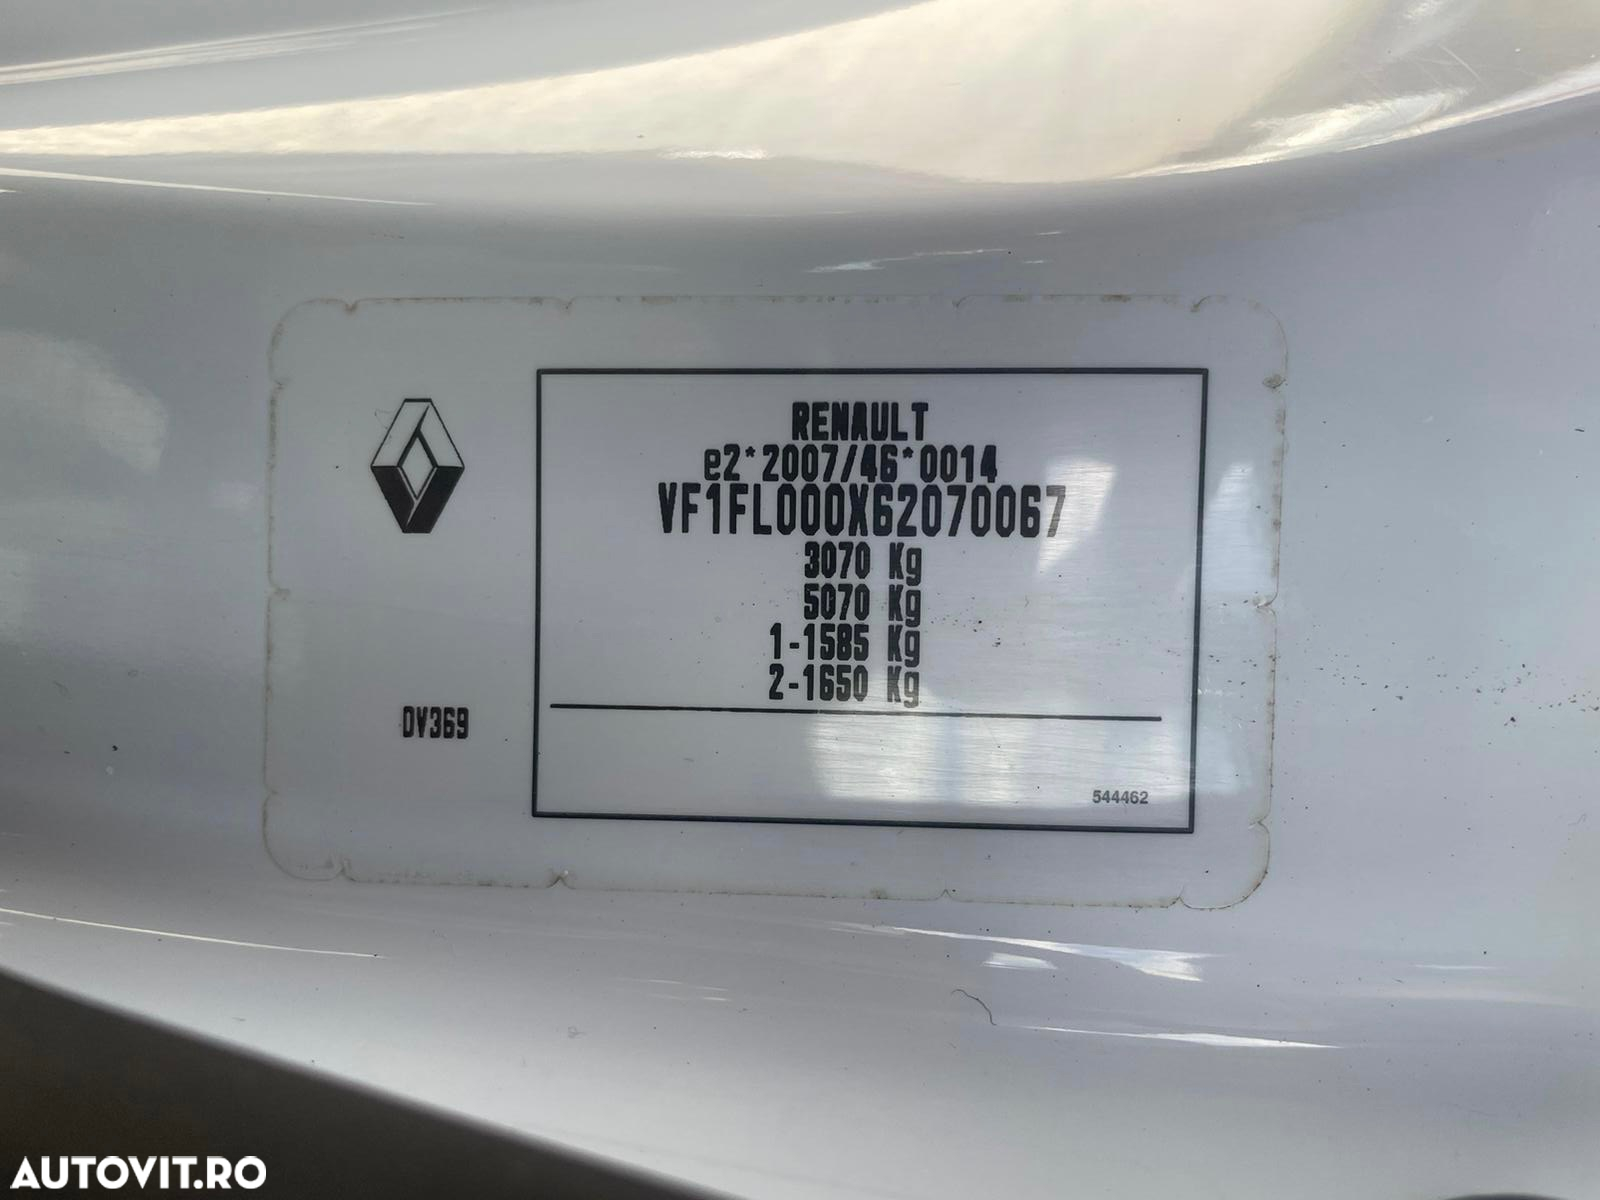 RENAULT
e2*2007/46*0014
VF1FL000X62070067
3070 Kg
5070 Kg
1-1585 Kg
2-1650 Kg
DV369
544462
AUTOVIT.RO